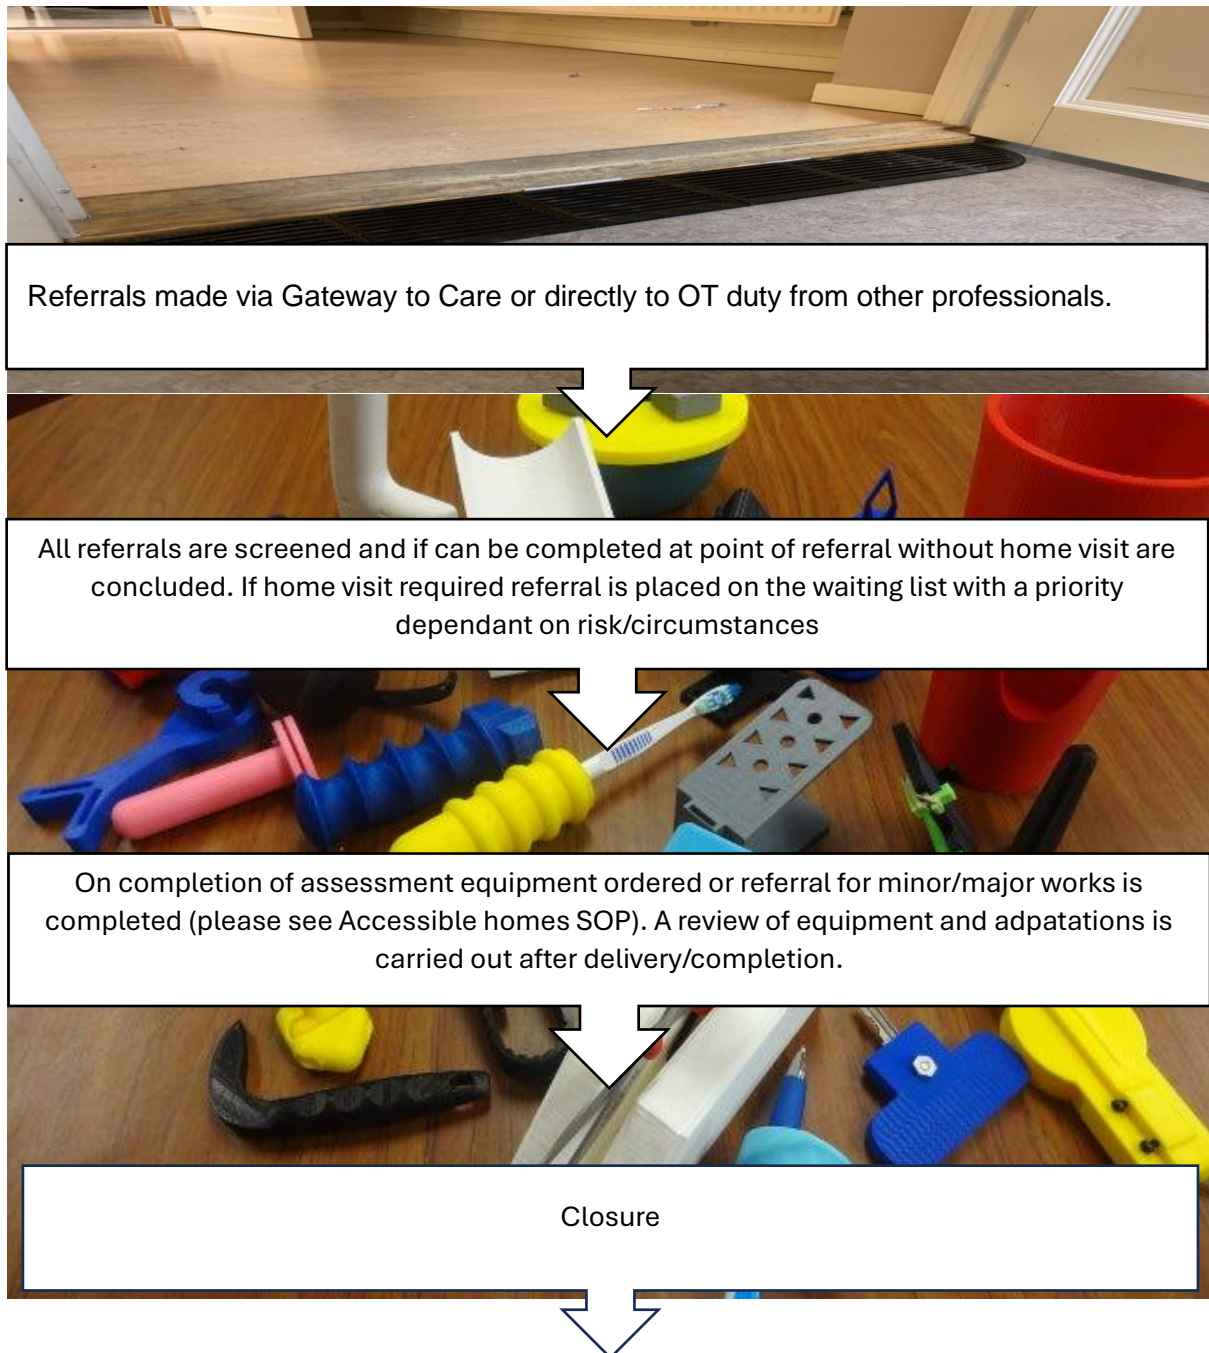 Referrals made via Gateway to Care or directly to OT duty from other professionals.
All referrals are screened and if can be completed at point of referral without home visit are
concluded. If home visit required referral is placed on the waiting list with a priority
dependant on risk/circumstances
On completion of assessment equipment ordered or referral for minor/major works is
completed (please see Accessible homes SOP). A review of equipment and adpatations is
carried out after delivery/completion.
Closure